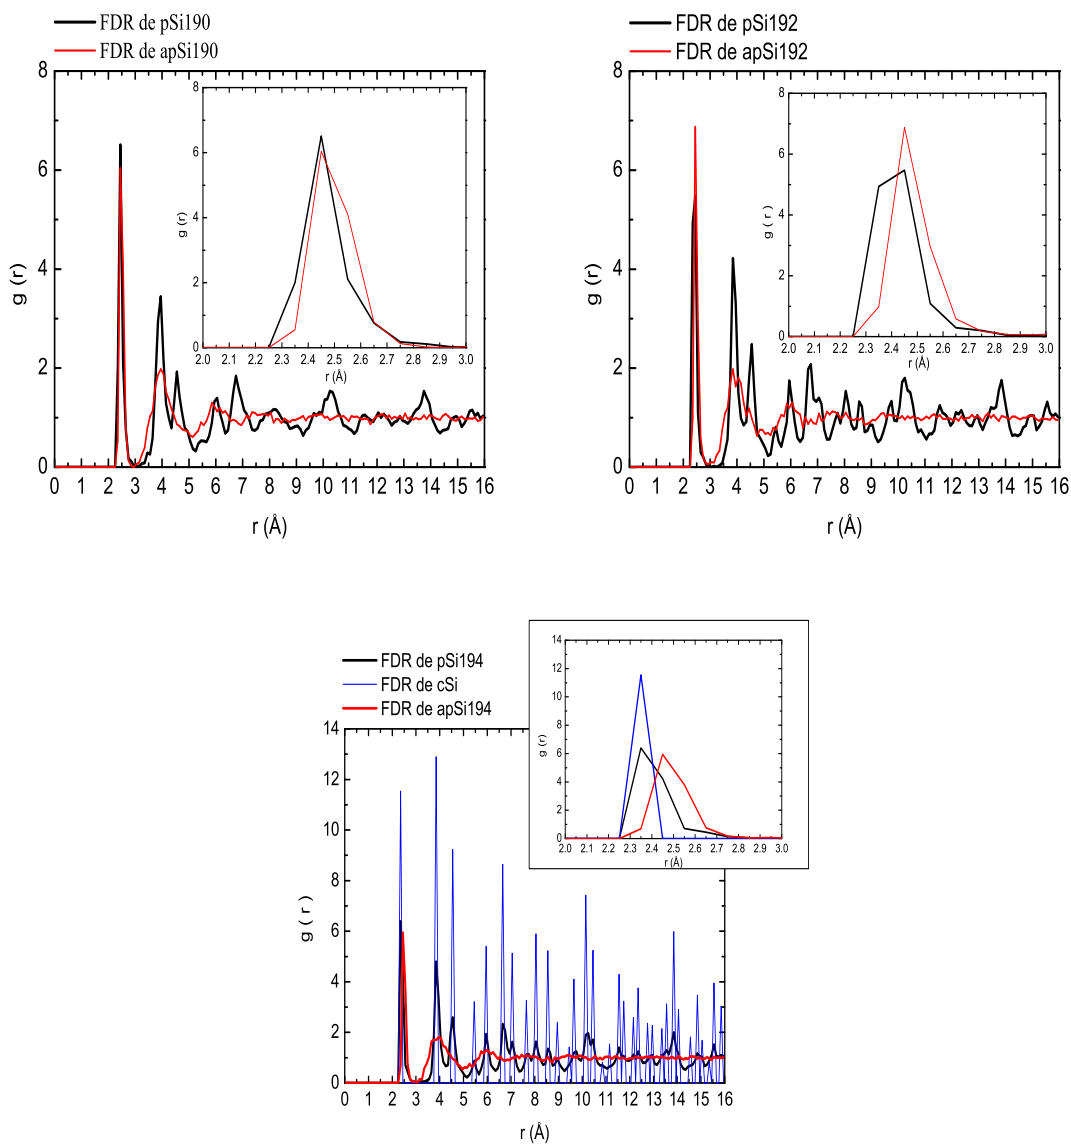 FDR de pSi190
FDR de apSi190
g (r)
8
6
4
2
0
0 1 2 3 4 5 6 7 8 9 10 11 12 13 14 15 16
r (Å)
g (r)
8
6
4
2
0
2.0 2.1 2.2 2.3 2.4 2.5 2.6 2.7 2.8 2.9 3.0
r (Å)
FDR de pSi192
FDR de apSi192
g (r)
8
6
4
2
0
0 1 2 3 4 5 6 7 8 9 10 11 12 13 14 15 16
r (Å)
g ( r )
8
6
4
2
0
2.0 2.1 2.2 2.3 2.4 2.5 2.6 2.7 2.8 2.9 3.0
r (Å)
FDR de pSi194
FDR de cSi
FDR de apSi194
g ( r )
14
12
10
8
6
4
2
0
0 1 2 3 4 5 6 7 8 9 10 11 12 13 14 15 16
r (Å)
g (r)
14
12
10
8
6
4
2
0
2.0 2.1 2.2 2.3 2.4 2.5 2.6 2.7 2.8 2.9 3.0
r (Å)